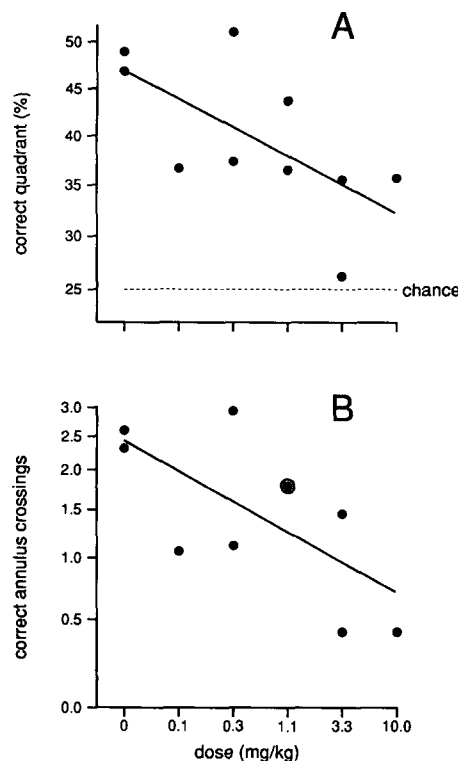 A
50
45
40
35
30
25
correct quadrant (%)
chance
B
3.0
2.5
2.0
1.5
1.0
0.5
0.0
correct annulus crossings
0 0.1 0.3 1.1 3.3 10.0
dose (mg/kg)